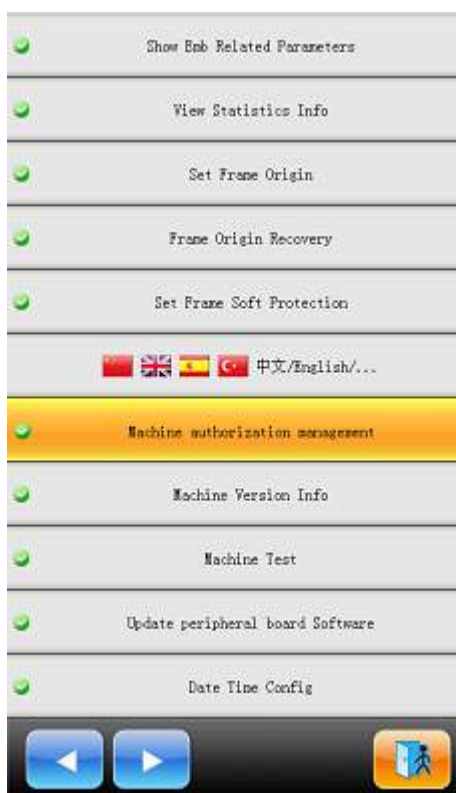 Show Emb Related Parameters
View Statistics Info
Set Frame Origin
Frame Origin Recovery
Set Frame Soft Protection
中文/English/...
Machine authorization management
Machine Version Info
Machine Test
Update peripheral board Software
Date Time Config